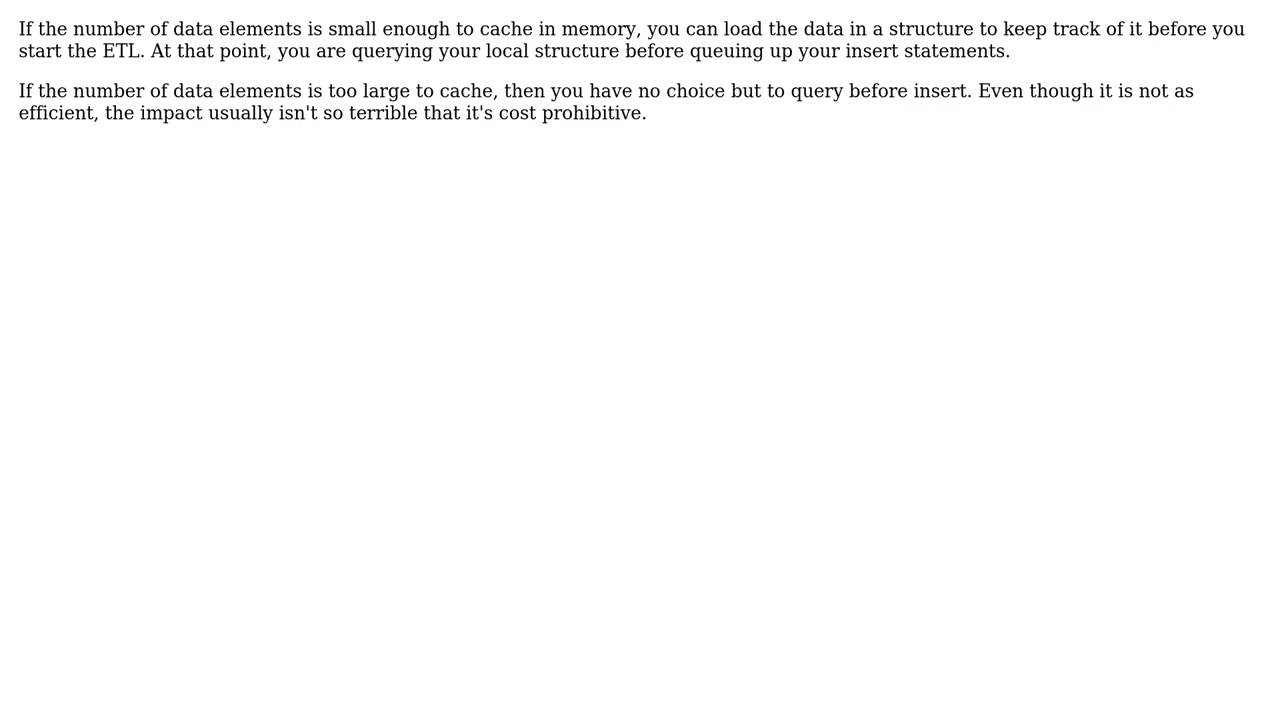 If the number of data elements is small enough to cache in memory, you can load the data in a structure to keep track of it before you
start the ETL. At that point, you are querying your local structure before queuing up your insert statements.
If the number of data elements is too large to cache, then you have no choice but to query before insert. Even though it is not as
efficient, the impact usually isn't so terrible that it's cost prohibitive.